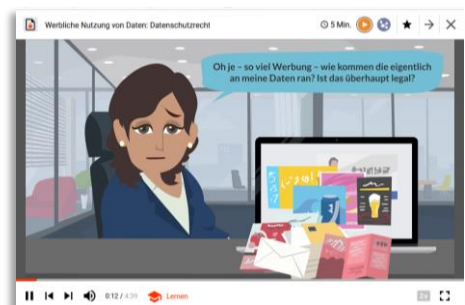 Werbliche Nutzung von Daten: Datenschutzrecht
5 Min.
Oh je – so viel Werbung – wie kommen die eigentlich
an meine Daten ran? Ist das überhaupt legal?
0:12 / 4:39
Lernen